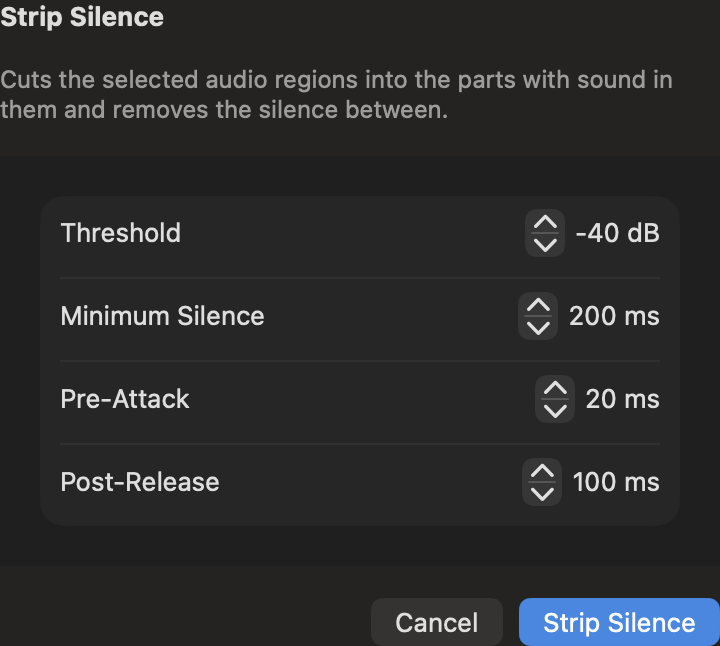 Strip Silence
Cuts the selected audio regions into the parts with sound in
them and removes the silence between.
Threshold -40 dB
Minimum Silence 200 ms
Pre-Attack 20 ms
Post-Release 100 ms
Cancel Strip Silence